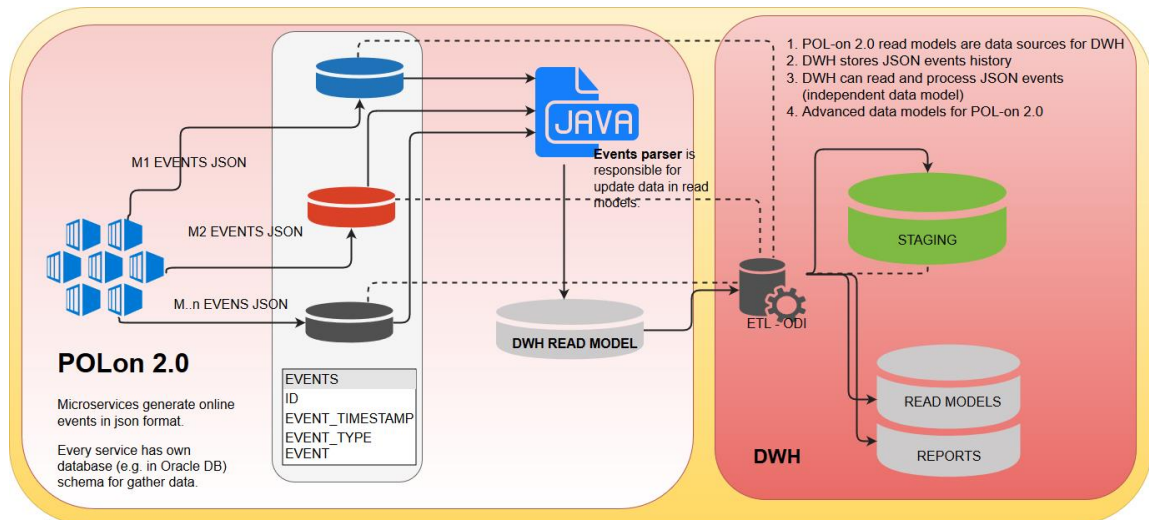 1. POL-on 2.0 read models are data sources for DWH
2. DWH stores JSON events history
3. DWH can read and process JSON events
(independent data model)
4. Advanced data models for POL-on 2.0
JAVA
Events parser is
responsible for
update data in read
models.
M1 EVENTS JSON
M2 EVENTS JSON
M..n EVENS JSON
STAGING
ETL - ODI
DWH READ MODEL
POLon 2.0
Microservices generate online
events in json format.
Every service has own
database (e.g. in Oracle DB)
schema for gather data.
EVENTS
ID
EVENT_TIMESTAMP
EVENT_TYPE
EVENT
READ MODELS
REPORTS
DWH